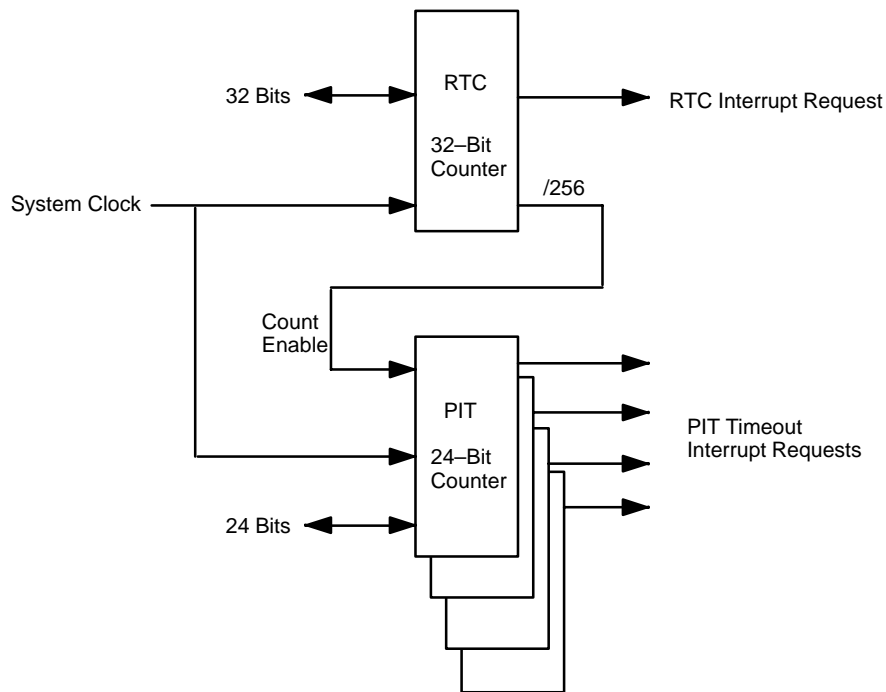 RTC
32 Bits
RTC Interrupt Request
32–Bit
Counter
/256
System Clock
Count
Enable
PIT
PIT Timeout
Interrupt Requests
24–Bit
Counter
24 Bits